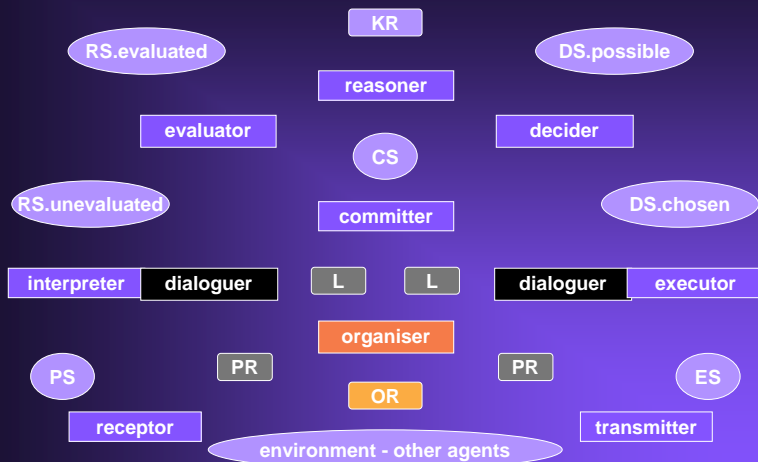 KR
RS.evaluated
DS.possible
reasoner
evaluator
decider
CS
RS.unevaluated
DS.chosen
committer
interpreter
dialoguer
L
L
dialoguer
executor
organiser
PR
PR
PS
ES
OR
receptor
transmitter
environment - other agents